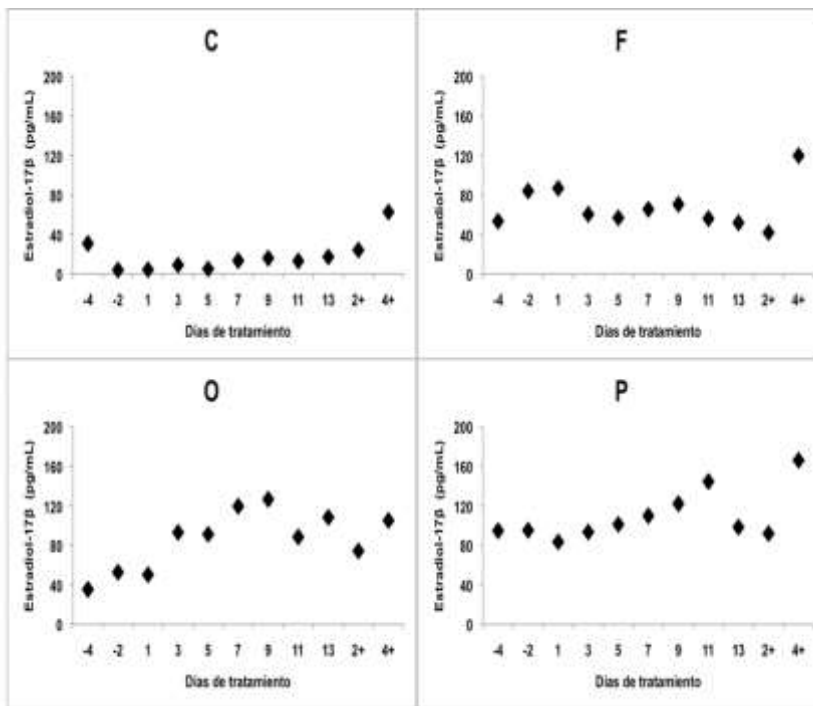 C
Estradiol-17β (pg/mL)
200
160
120
80
40
0
-4 -2 1 3 5 7 9 11 13 2+ 4+
Días de tratamiento
F
Estradiol-17β (pg/mL)
200
160
120
80
40
0
-4 -2 1 3 5 7 9 11 13 2+ 4+
Días de tratamiento
O
Estradiol-17β (pg/mL)
200
160
120
80
40
0
-4 -2 1 3 5 7 9 11 13 2+ 4+
Días de tratamiento
P
Estradiol-17β (pg/mL)
200
160
120
80
40
0
-4 -2 1 3 5 7 9 11 13 2+ 4+
Días de tratamiento